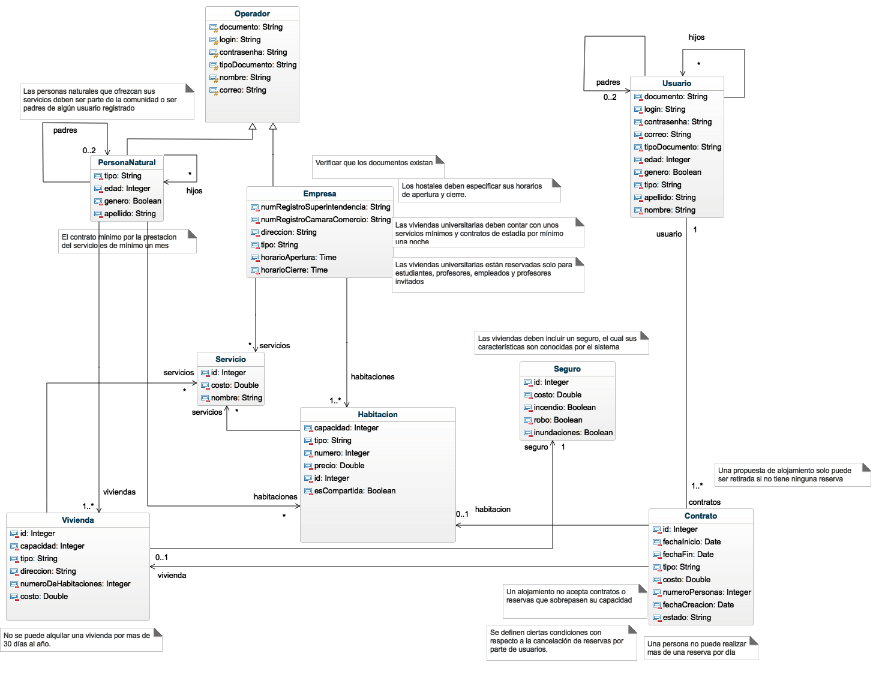 Operador
documento: String
login: String
contrasenha: String
tipoDocumento: String
nombre: String
correo: String
hijos
*
padres
0..2
Usuario
documento: String
login: String
contrasenha: String
correo: String
tipoDocumento: String
edad: Integer
genero: Boolean
tipo: String
apellido: String
nombre: String
usuario
1
Las personas naturales que ofrezcan sus
servicios deben ser parte de la comunidad o ser
padres de algún usuario registrado
padres
0..2
PersonaNatural
tipo: String
edad: Integer
genero: Boolean
apellido: String
*
hijos
Verificar que los documentos existan
Los hostales deben especificar sus horarios
de apertura y cierre.
Empresa
numRegistroSuperintendencia: String
numRegistroCamaraComercio: String
direccion: String
tipo: String
horarioApertura: Time
horarioCierre: Time
Las viviendas universitarias deben contar con unos
servicios mínimos y contratos de estadía por mínimo
una noche
Las viviendas universitarias están reservadas solo para
estudiantes, profesores, empleados y profesores
invitados
El contrato mínimo por la prestacion
del servicio es de mínimo un mes
* servicios
Servicio
id: Integer
costo: Double
nombre: String
servicios
*
servicios *
habitaciones
1..*
Las viviendas deben incluir un seguro, el cual sus
características son conocidas por el sistema
Seguro
id: Integer
costo: Double
incendio: Boolean
robo: Boolean
inundaciones: Boolean
seguro 1
Habitacion
capacidad: Integer
tipo: String
numero: Integer
precio: Double
id: Integer
esCompartida: Boolean
habitaciones
*
0..1 habitacion
Una propuesta de alojamiento solo puede
ser retirada si no tiene ninguna reserva
1..*
contratos
viviendas
1..*
Vivienda
id: Integer
capacidad: Integer
tipo: String
direccion: String
numeroDeHabitaciones: Integer
costo: Double
0..1
vivienda
Contrato
id: Integer
fechaInicio: Date
fechaFin: Date
tipo: String
costo: Double
numeroPersonas: Integer
fechaCreacion: Date
estado: String
Un alojamiento no acepta contratos o
reservas que sobrepasen su capacidad
No se puede alquilar una vivienda por mas de
30 días al año.
Se definen ciertas condiciones con
respecto a la cancelación de reservas por
parte de usuarios.
Una persona no puede realizar
mas de una reserva por día